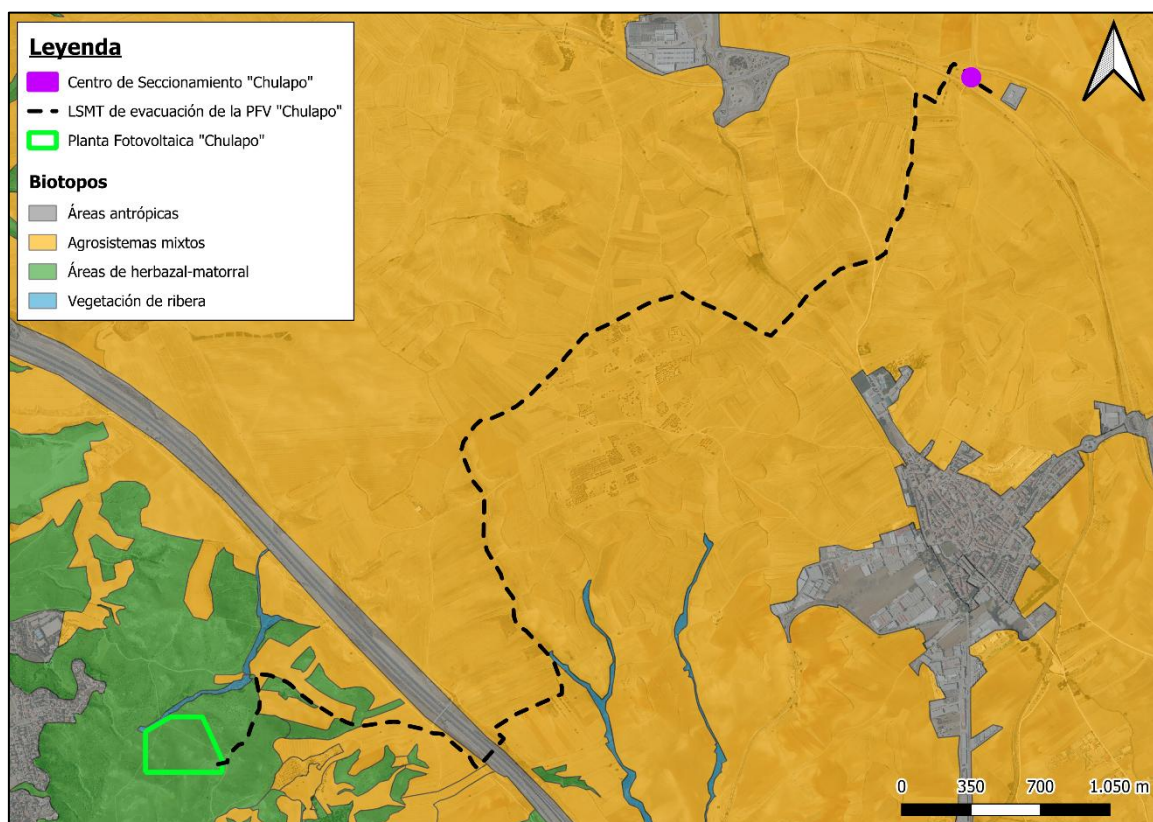 Leyenda
Centro de Seccionamiento "Chulapo"
LSMT de evacuación de la PFV "Chulapo"
Planta Fotovoltaica "Chulapo"
Biotopos
Áreas antrópicas
Agrosistemas mixtos
Áreas de herbazal-matorral
Vegetación de ribera
0 350 700 1.050 m